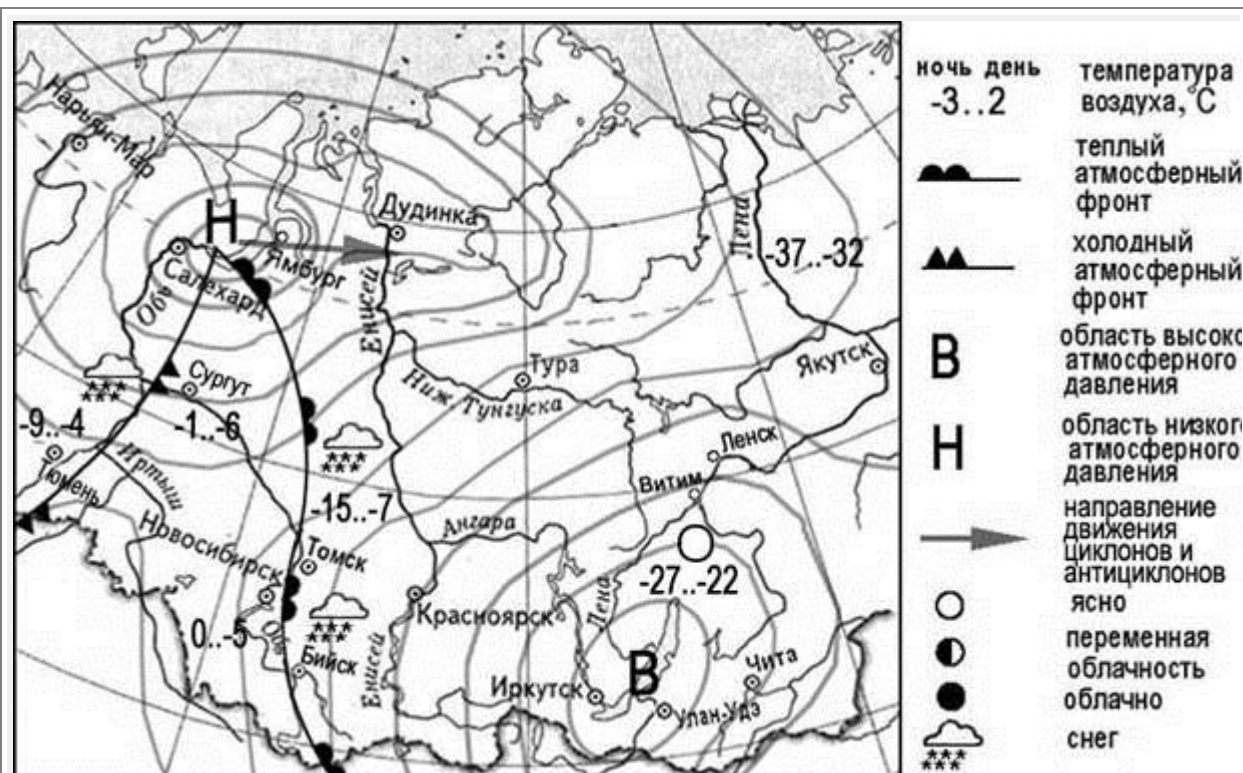 Нарьян-Мар
Н
Дудинка
Ямбург
Салехард
Обь
Енисей
Лена
-37..-32
Якутск
Сургут
-9..-4
-1..-6
Тура
Ниж. Тунгуска
Тюмень
Иртыш
Ленск
Витим
-15..-7
Ангара
Новосибирск
Томск
-27..-22
Лена
Красноярск
0..-5
Обь
Бийск
Енисей
Иркутск
В
Чита
Улан-Удэ
ночь день
-3..2
температура
воздуха, °С
теплый
атмосферный
фронт
холодный
атмосферный
фронт
В
область высоко
атмосферного
давления
Н
область низкого
атмосферного
давления
направление
движения
циклонов и
антициклонов
ясно
переменная
облачность
облачно
снег